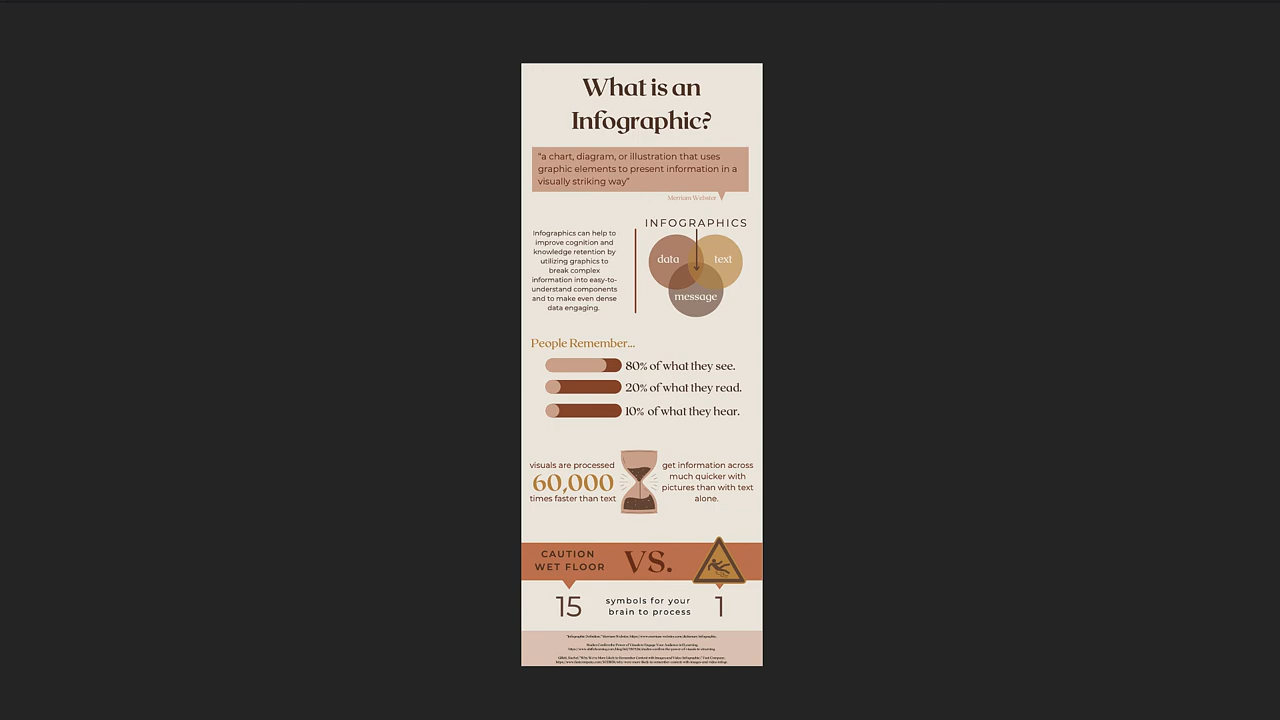 What is an
Infographic?
“a chart, diagram, or illustration that uses
graphic elements to present information in a
visually striking way”
Merriam Webster
Infographics can help to
improve cognition and
knowledge retention by
utilizing graphics to
break complex
information into easy-to-
understand components
and to make even dense
data engaging.
INFOGRAPHICS
data
text
message
People Remember...
80% of what they see.
20% of what they read.
10% of what they hear.
visuals are processed
60,000
times faster than text
get information across
much quicker with
pictures than with text
alone.
CAUTION
WET FLOOR
VS.
15
symbols for your
brain to process
1